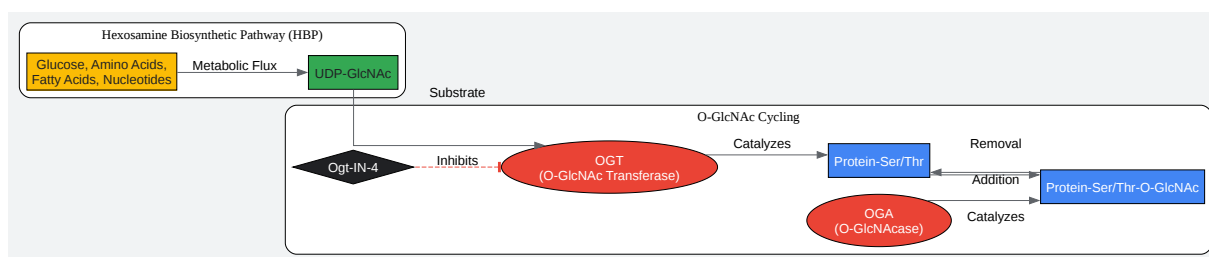 Hexosamine Biosynthetic Pathway (HBP)
Glucose, Amino Acids,
Fatty Acids, Nucleotides
Metabolic Flux
UDP-GlcNAc
Substrate
O-GlcNAc Cycling
Ogt-IN-4
Inhibits
OGT
(O-GlcNAc Transferase)
Catalyzes
Protein-Ser/Thr
Removal
Addition
Protein-Ser/Thr-O-GlcNAc
OGA
(O-GlcNAcase)
Catalyzes